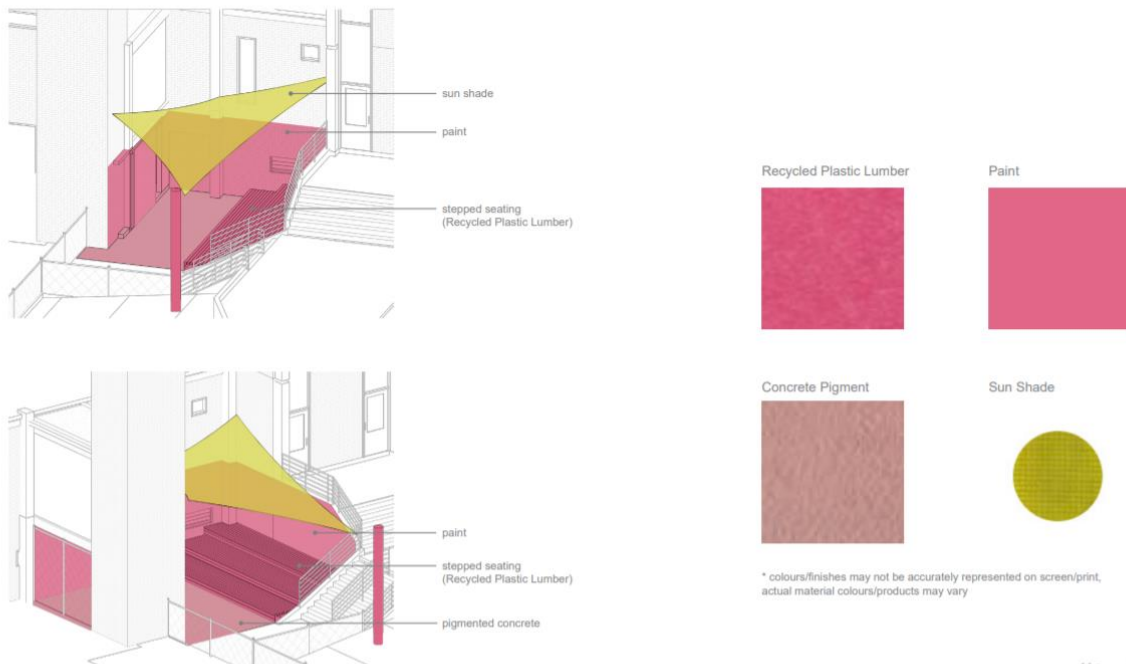 sun shade
paint
stepped seating
(Recycled Plastic Lumber)
paint
stepped seating
(Recycled Plastic Lumber)
pigmented concrete
Recycled Plastic Lumber
Paint
Concrete Pigment
Sun Shade
* colours/finishes may not be accurately represented on screen/print,
actual material colours/products may vary